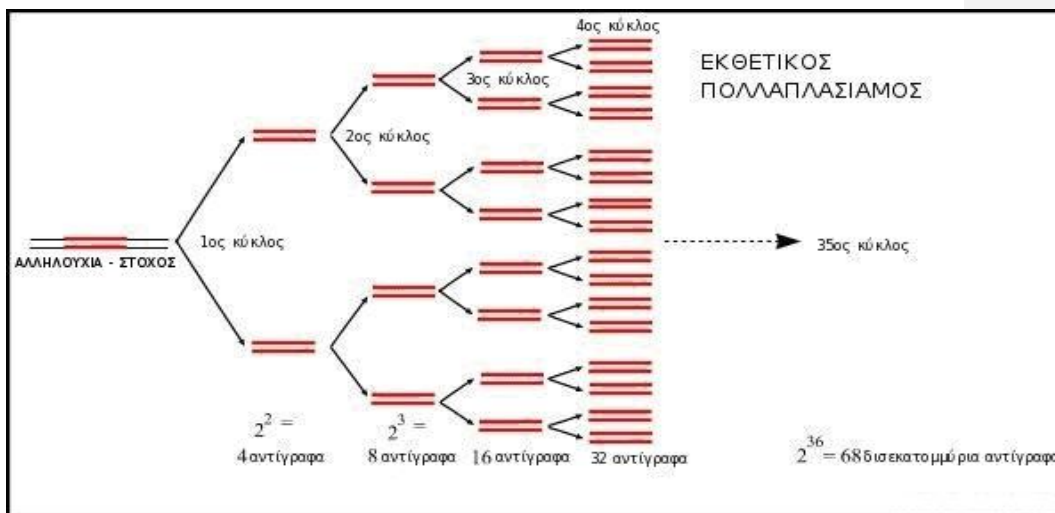 4ος κύκλος
ΕΚΘΕΤΙΚΟΣ
ΠΟΛΛΑΠΛΑΣΙΑΜΟΣ
3ος κύκλος
2ος κύκλος
1ος κύκλος
35ος κύκλος
ΑΛΛΗΛΟΥΧΙΑ - ΣΤΟΧΟΣ
2² =
4 αντίγραφα
2³ =
8 αντίγραφα
16 αντίγραφα
32 αντίγραφα
2³⁶ = 68 δισεκατομμύρια αντίγραφα